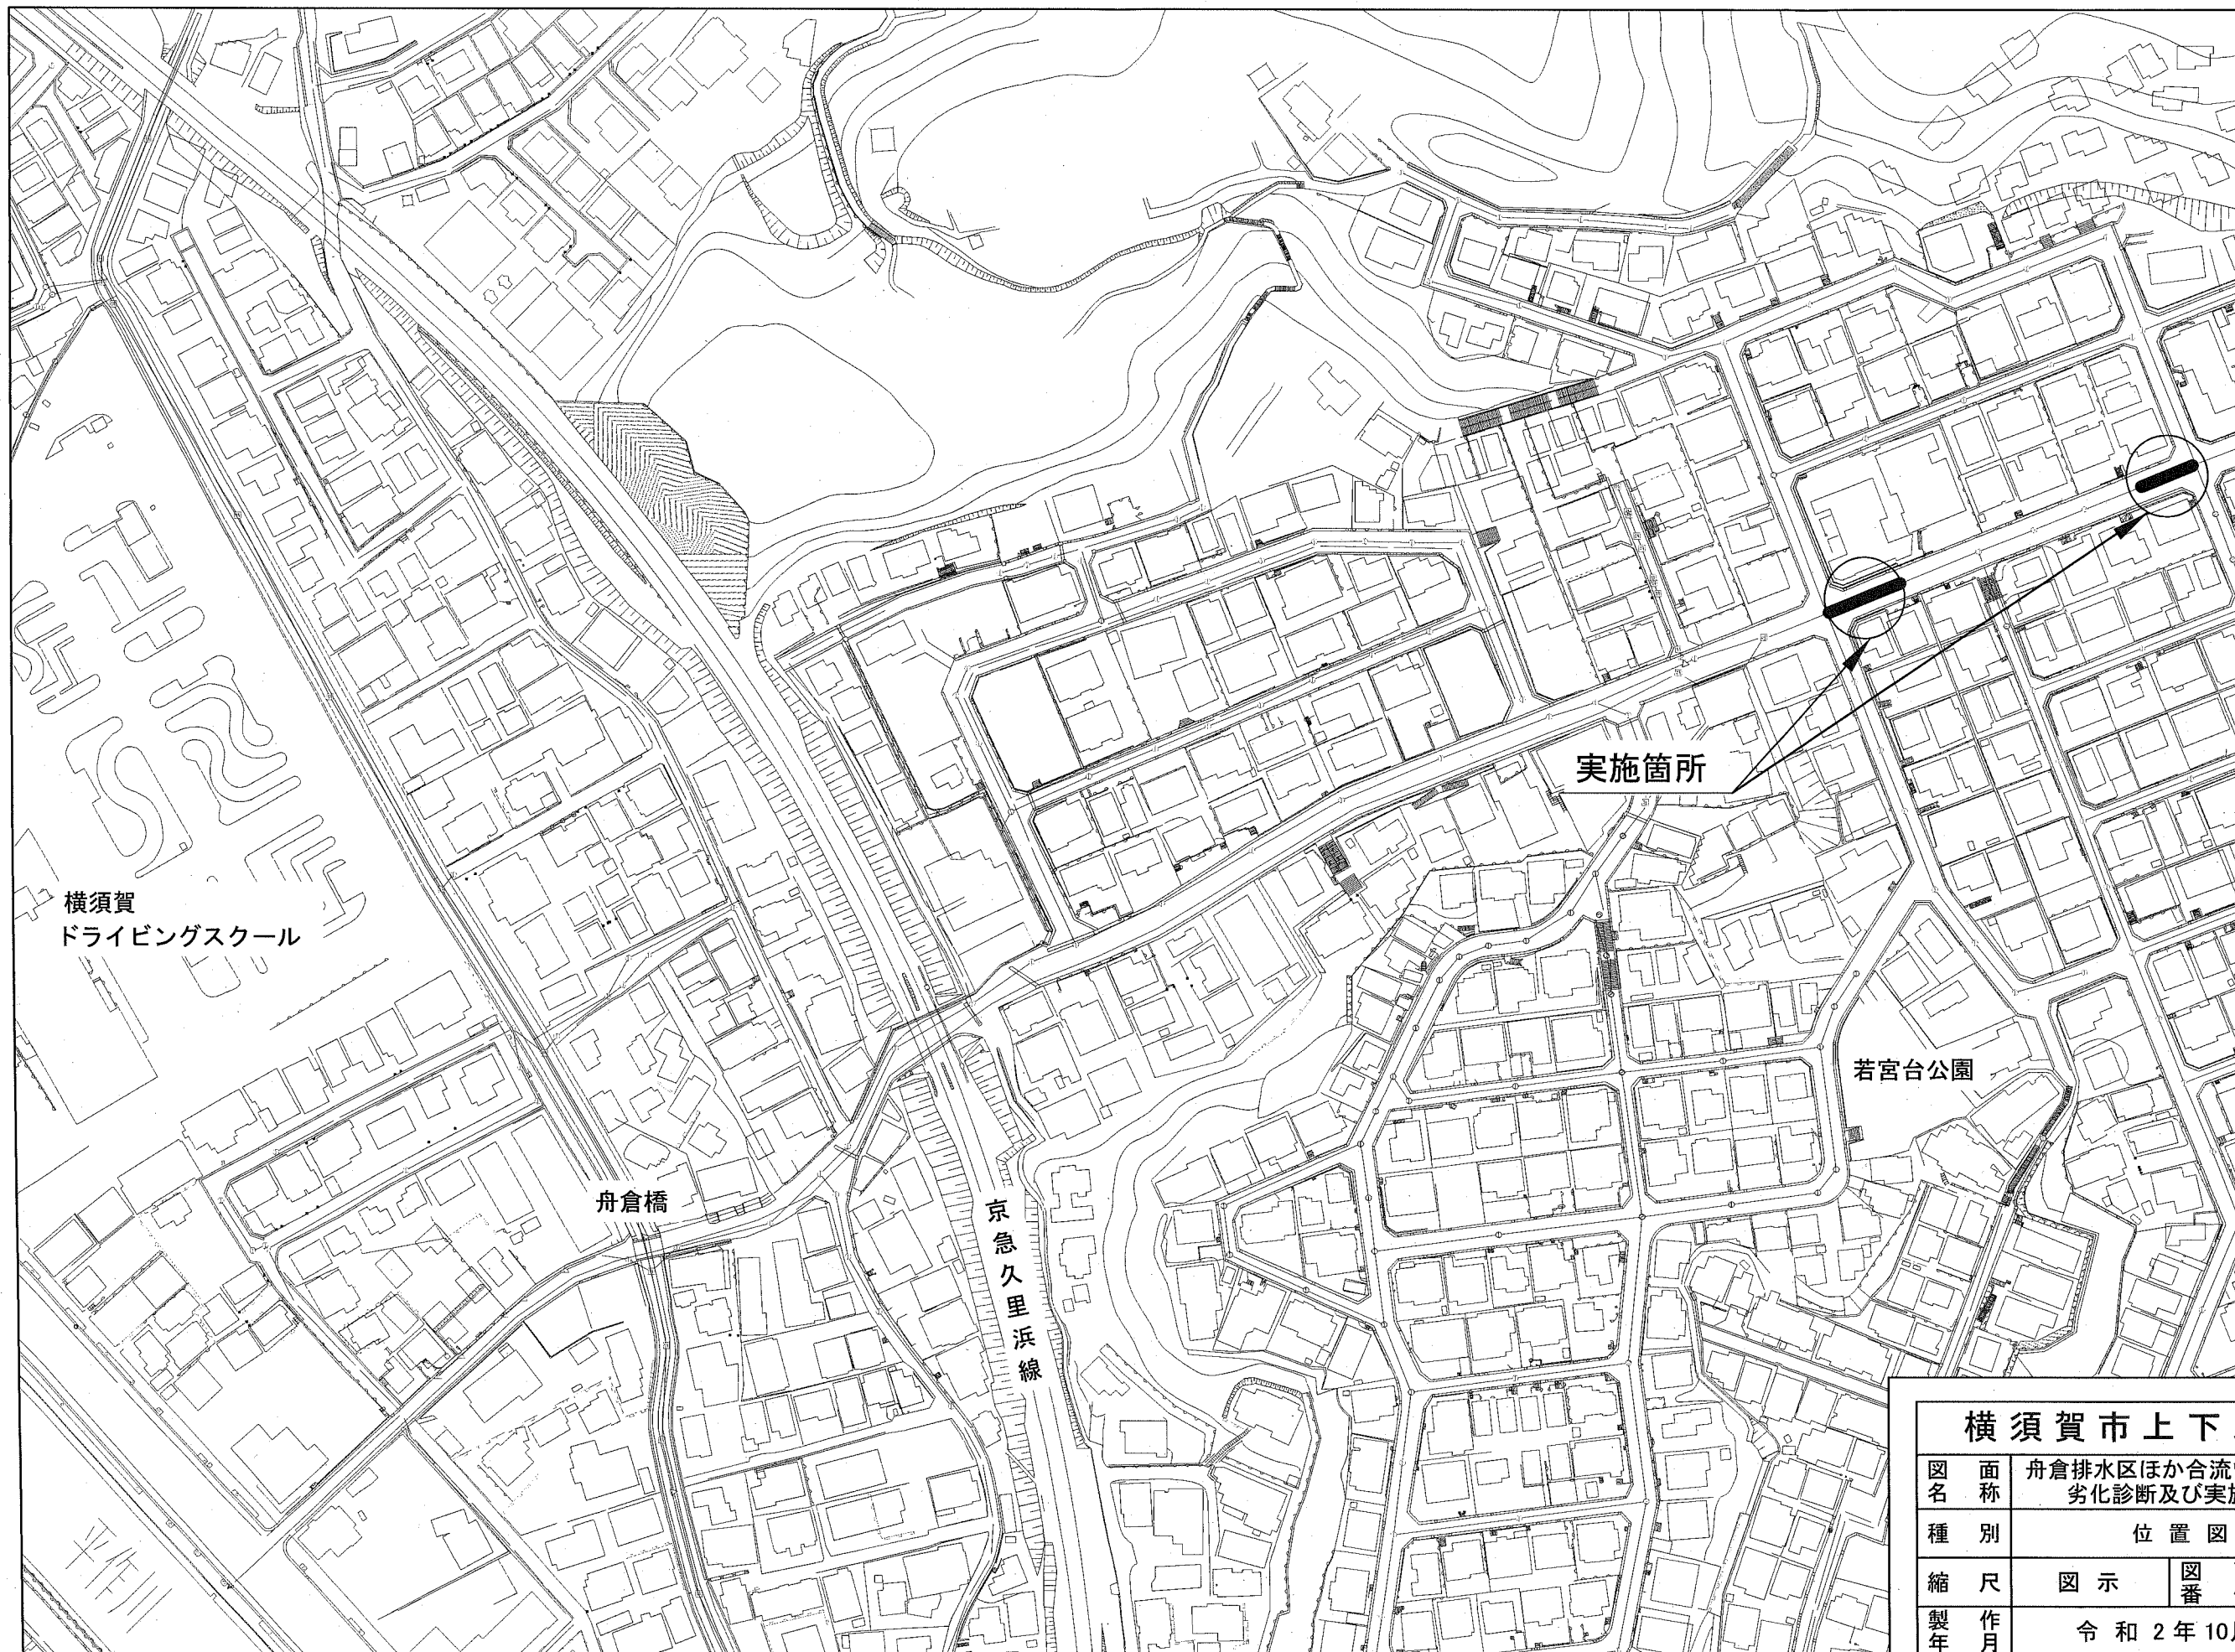 実施箇所
横須賀
ドライビングスクール
若宮台公園
舟倉橋
京急久里浜線
平作川
横須賀市上下
図面名称 舟倉排水区ほか合流
劣化診断及び実施
種別 位置図
縮尺 図示 図番
製作年月 令和2年10